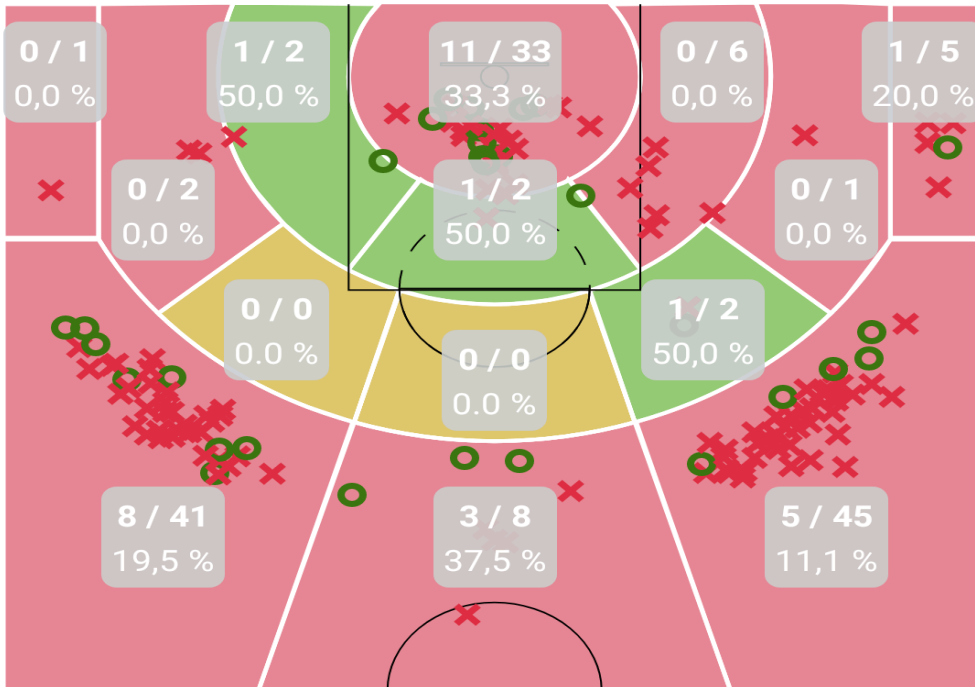 0 / 1
0,0 %
1 / 2
50,0 %
11 / 33
33,3 %
0 / 6
0,0 %
1 / 5
20,0 %
0 / 2
0,0 %
1 / 2
50,0 %
0 / 1
0,0 %
0 / 0
0.0 %
1 / 2
50,0 %
0 / 0
0.0 %
8 / 41
19,5 %
3 / 8
37,5 %
5 / 45
11,1 %